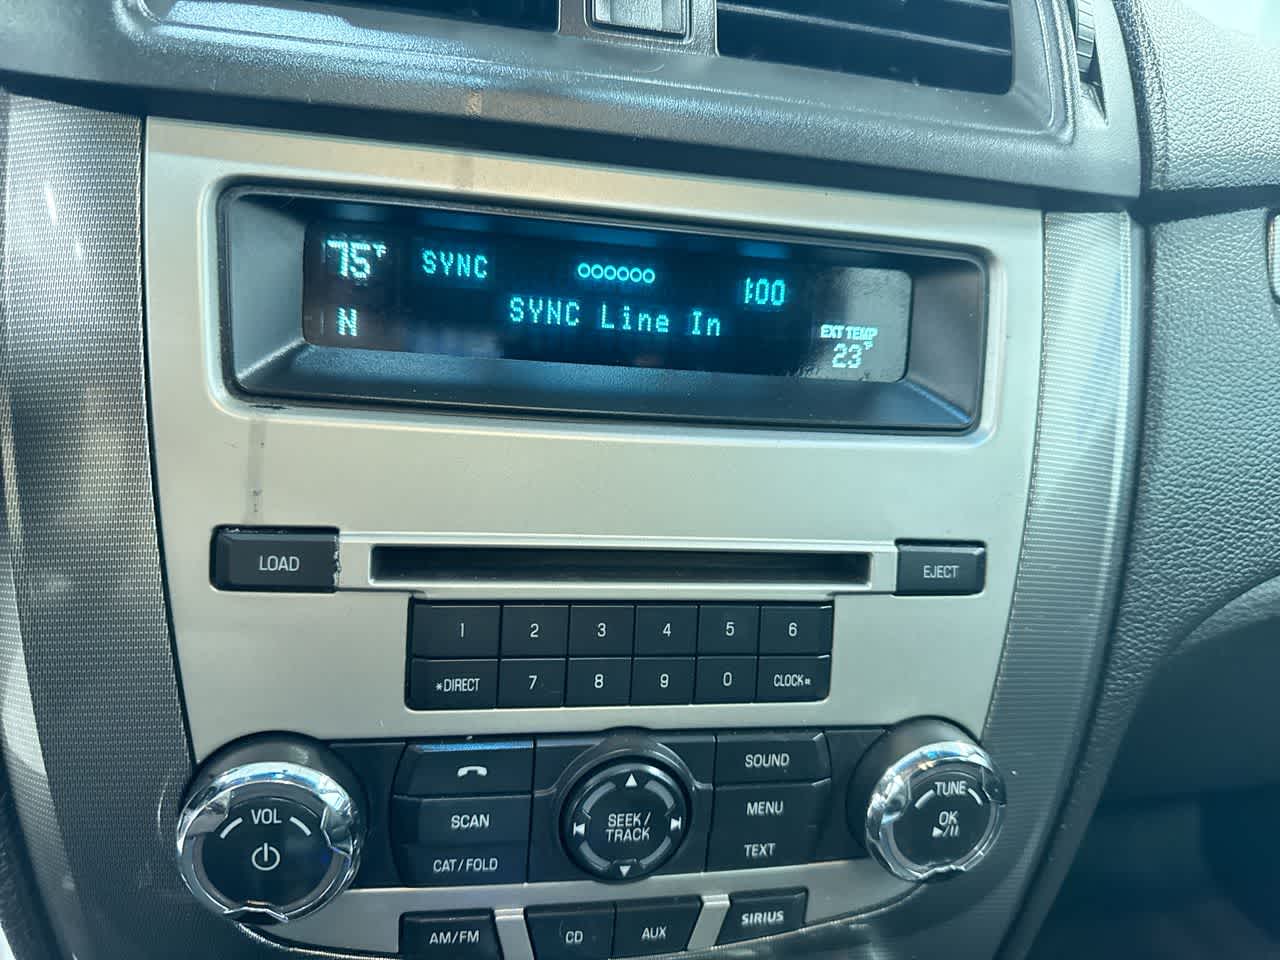 75°F SYNC 1:00
N SYNC Line In EXT TEMP
23°F
LOAD EJECT
1 2 3 4 5 6
*DIRECT 7 8 9 0 CLOCK#
SOUND
VOL SCAN SEEK/
TRACK MENU TUNE
OK
CAT/FOLD TEXT
AM/FM CD AUX SIRIUS